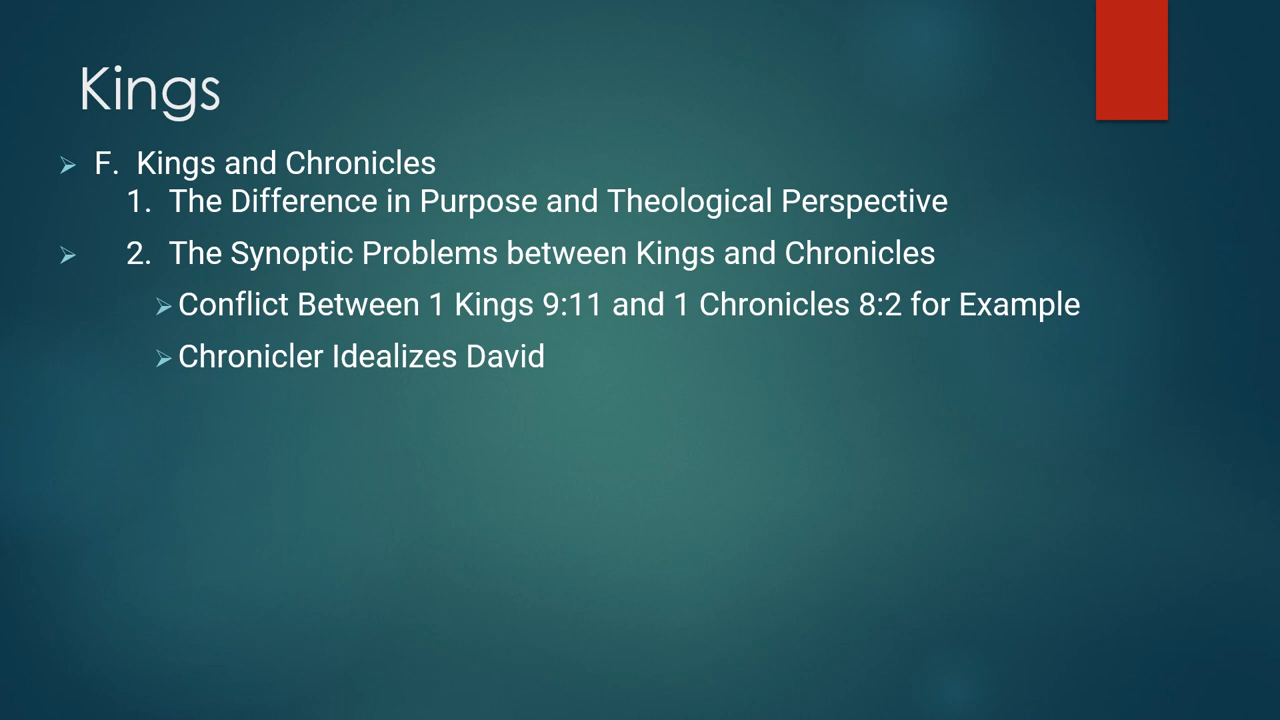 Kings
F. Kings and Chronicles
1. The Difference in Purpose and Theological Perspective
2. The Synoptic Problems between Kings and Chronicles
Conflict Between 1 Kings 9:11 and 1 Chronicles 8:2 for Example
Chronicler Idealizes David